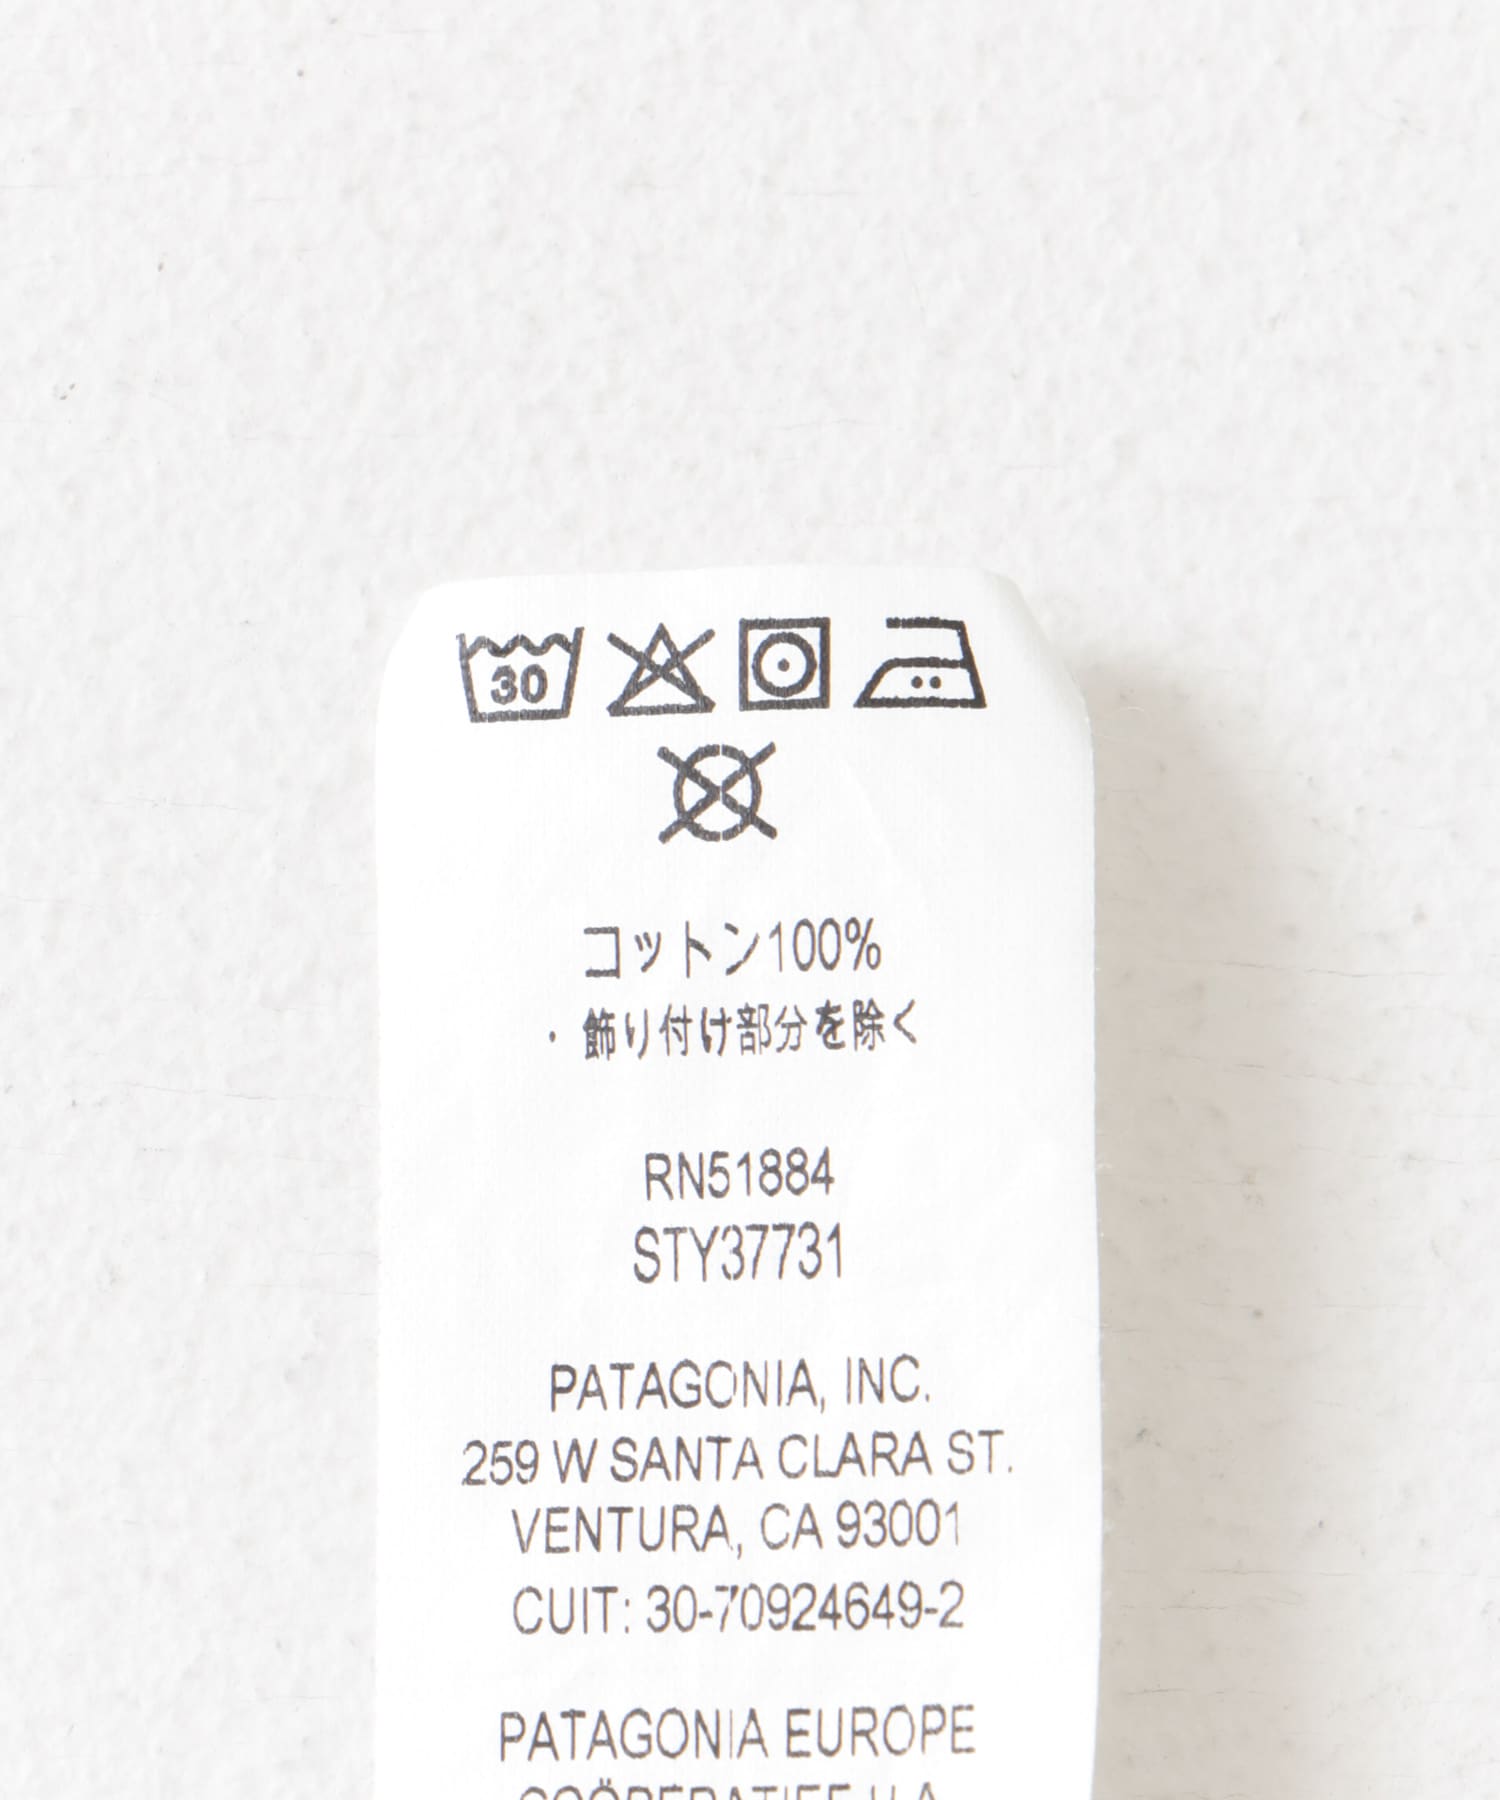 30
コットン100%
・飾り付け部分を除く
RN51884
STY37731
PATAGONIA, INC.
259 W SANTA CLARA ST.
VENTURA, CA 93001
CUIT: 30-70924649-2
PATAGONIA EUROPE
COÖPERATIEF U.A.